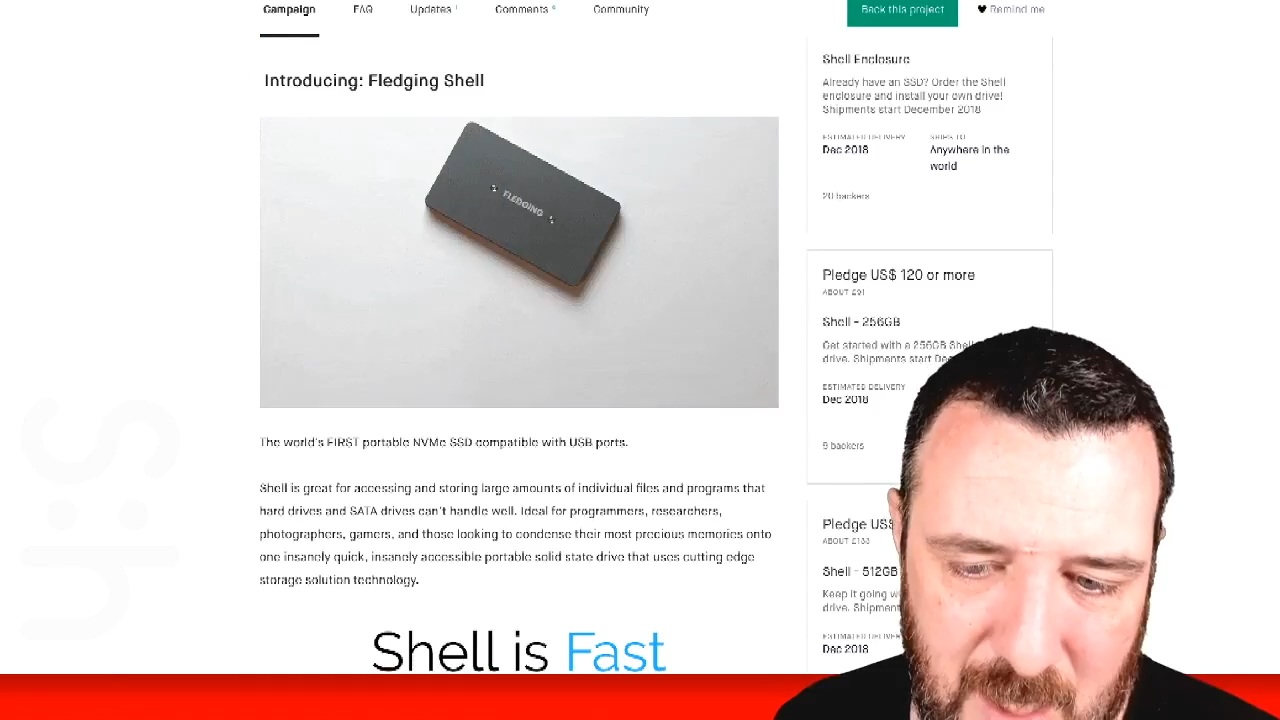 Campaign FAQ Updates 1 Comments 6 Community Back this project Remind me
Introducing: Fledging Shell
FLEDGING
The world's FIRST portable NVMe SSD compatible with USB ports.
Shell is great for accessing and storing large amounts of individual files and programs that
hard drives and SATA drives can't handle well. Ideal for programmers, researchers,
photographers, gamers, and those looking to condense their most precious memories onto
one insanely quick, insanely accessible portable solid state drive that uses cutting edge
storage solution technology.
Shell is Fast
Shell Enclosure
Already have an SSD? Order the Shell
enclosure and install your own drive!
Shipments start December 2018
ESTIMATED DELIVERY SHIPS TO
Dec 2018 Anywhere in the
world
20 backers
Pledge US$ 120 or more
ABOUT £91
Shell - 256GB
Get started with a 256GB Shell
drive. Shipments start Dec
ESTIMATED DELIVERY
Dec 2018
9 backers
Pledge US$
ABOUT £133
Shell - 512GB
Keep it going w
drive. Shipment
ESTIMATED DELIVERY
Dec 2018